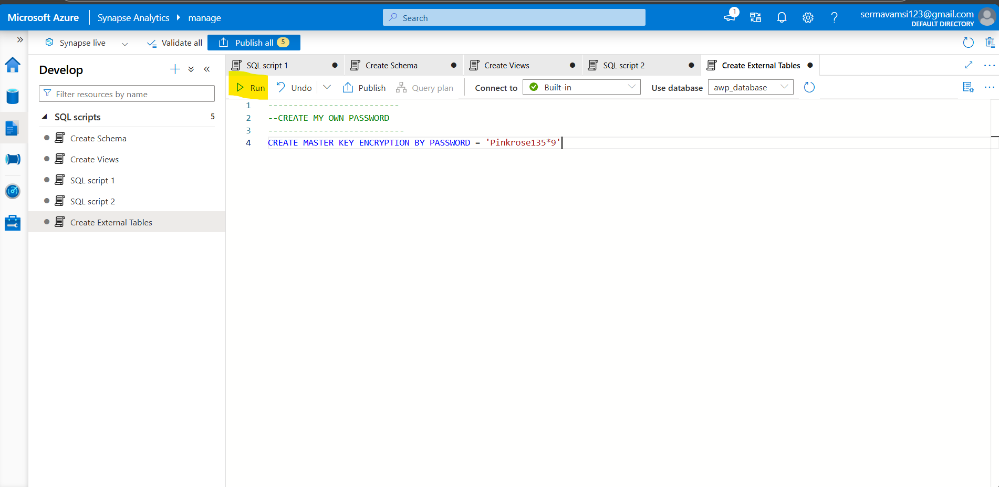 Microsoft Azure
Synapse Analytics
manage
Search
1
sermavamsi123@gmail.com
DEFAULT DIRECTORY
Synapse live
Validate all
Publish all 5
Develop
Filter resources by name
SQL scripts 5
Create Schema
Create Views
SQL script 1
SQL script 2
Create External Tables
SQL script 1
Create Schema
Create Views
SQL script 2
Create External Tables
Run
Undo
Publish
Query plan
Connect to
Built-in
Use database
awp_database
1 --------------------------
2 --CREATE MY OWN PASSWORD
3 ---------------------------
4 CREATE MASTER KEY ENCRYPTION BY PASSWORD = 'Pinkrose135*9'